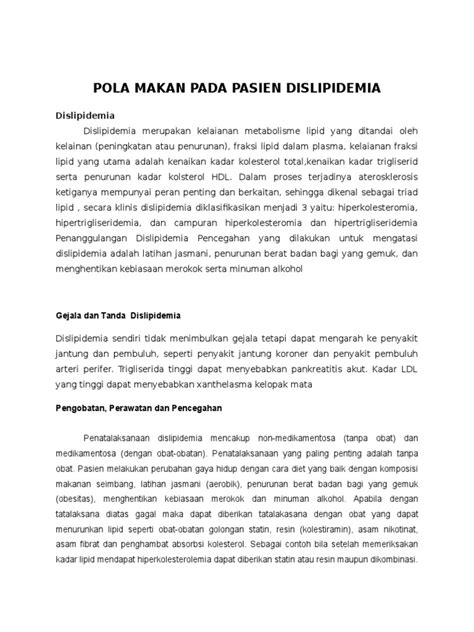 POLA MAKAN PADA PASIEN DISLIPIDEMIA
Dislipidemia
Dislipidemia merupakan kelaianan metabolisme lipid yang ditandai oleh
kelainan (peningkatan atau penurunan), fraksi lipid dalam plasma, kelaianan fraksi
lipid yang utama adalah kenaikan kadar kolesterol total,kenaikan kadar trigliserid
serta penurunan kadar kolsterol HDL. Dalam proses terjadinya aterosklerosis
ketiganya mempunyai peran penting dan berkaitan, sehingga dikenal sebagai triad
lipid , secara klinis dislipidemia diklasifikasikan menjadi 3 yaitu: hiperkolesteromia,
hipertrigliseridemia, dan campuran hiperkolesteromia dan hipertrigliseridemia
Penanggulangan Dislipidemia Pencegahan yang dilakukan untuk mengatasi
dislipidemia adalah latihan jasmani, penurunan berat badan bagi yang gemuk, dan
menghentikan kebiasaan merokok serta minuman alkohol
Gejala dan Tanda Dislipidemia
Dislipidemia sendiri tidak menimbulkan gejala tetapi dapat mengarah ke penyakit
jantung dan pembuluh, seperti penyakit jantung koroner dan penyakit pembuluh
arteri perifer. Trigliserida tinggi dapat menyebabkan pankreatitis akut. Kadar LDL
yang tinggi dapat menyebabkan xanthelasma kelopak mata
Pengobatan, Perawatan dan Pencegahan
Penatalaksanaan dislipidemia mencakup non-medikamentosa (tanpa obat) dan
medikamentosa (dengan obat-obatan). Penatalaksanaan yang paling penting adalah tanpa
obat. Pasien melakukan perubahan gaya hidup dengan cara diet yang baik dengan komposisi
makanan seimbang, latihan jasmani (aerobik), penurunan berat badan bagi yang gemuk
(obesitas), menghentikan kebiasaan merokok dan minuman alkohol. Apabila dengan
tatalaksana diatas gagal maka dapat diberikan tatalakasana dengan obat yang dapat
menurunkan lipid seperti obat-obatan golongan statin, resin (kolestiramin), asam nikotinat,
asam fibrat dan penghambat absorbsi kolesterol. Sebagai contoh bila setelah memeriksakan
kadar lipid mendapat hiperkolesterolemia dapat diberikan statin atau resin maupun dikombinasi.